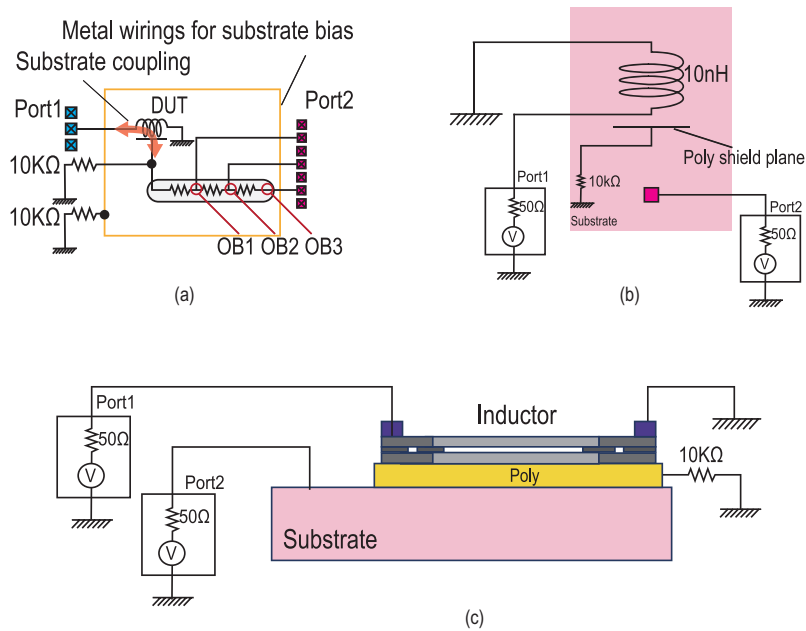 Metal wirings for substrate bias
Substrate coupling
Port1
DUT
Port2
10KΩ
10KΩ
OB1 OB2 OB3
(a)
10nH
Poly shield plane
Port1
10kΩ
50Ω
Substrate
V
Port2
50Ω
V
(b)
Port1
50Ω
V
Port2
50Ω
V
Inductor
Poly
10KΩ
Substrate
(c)